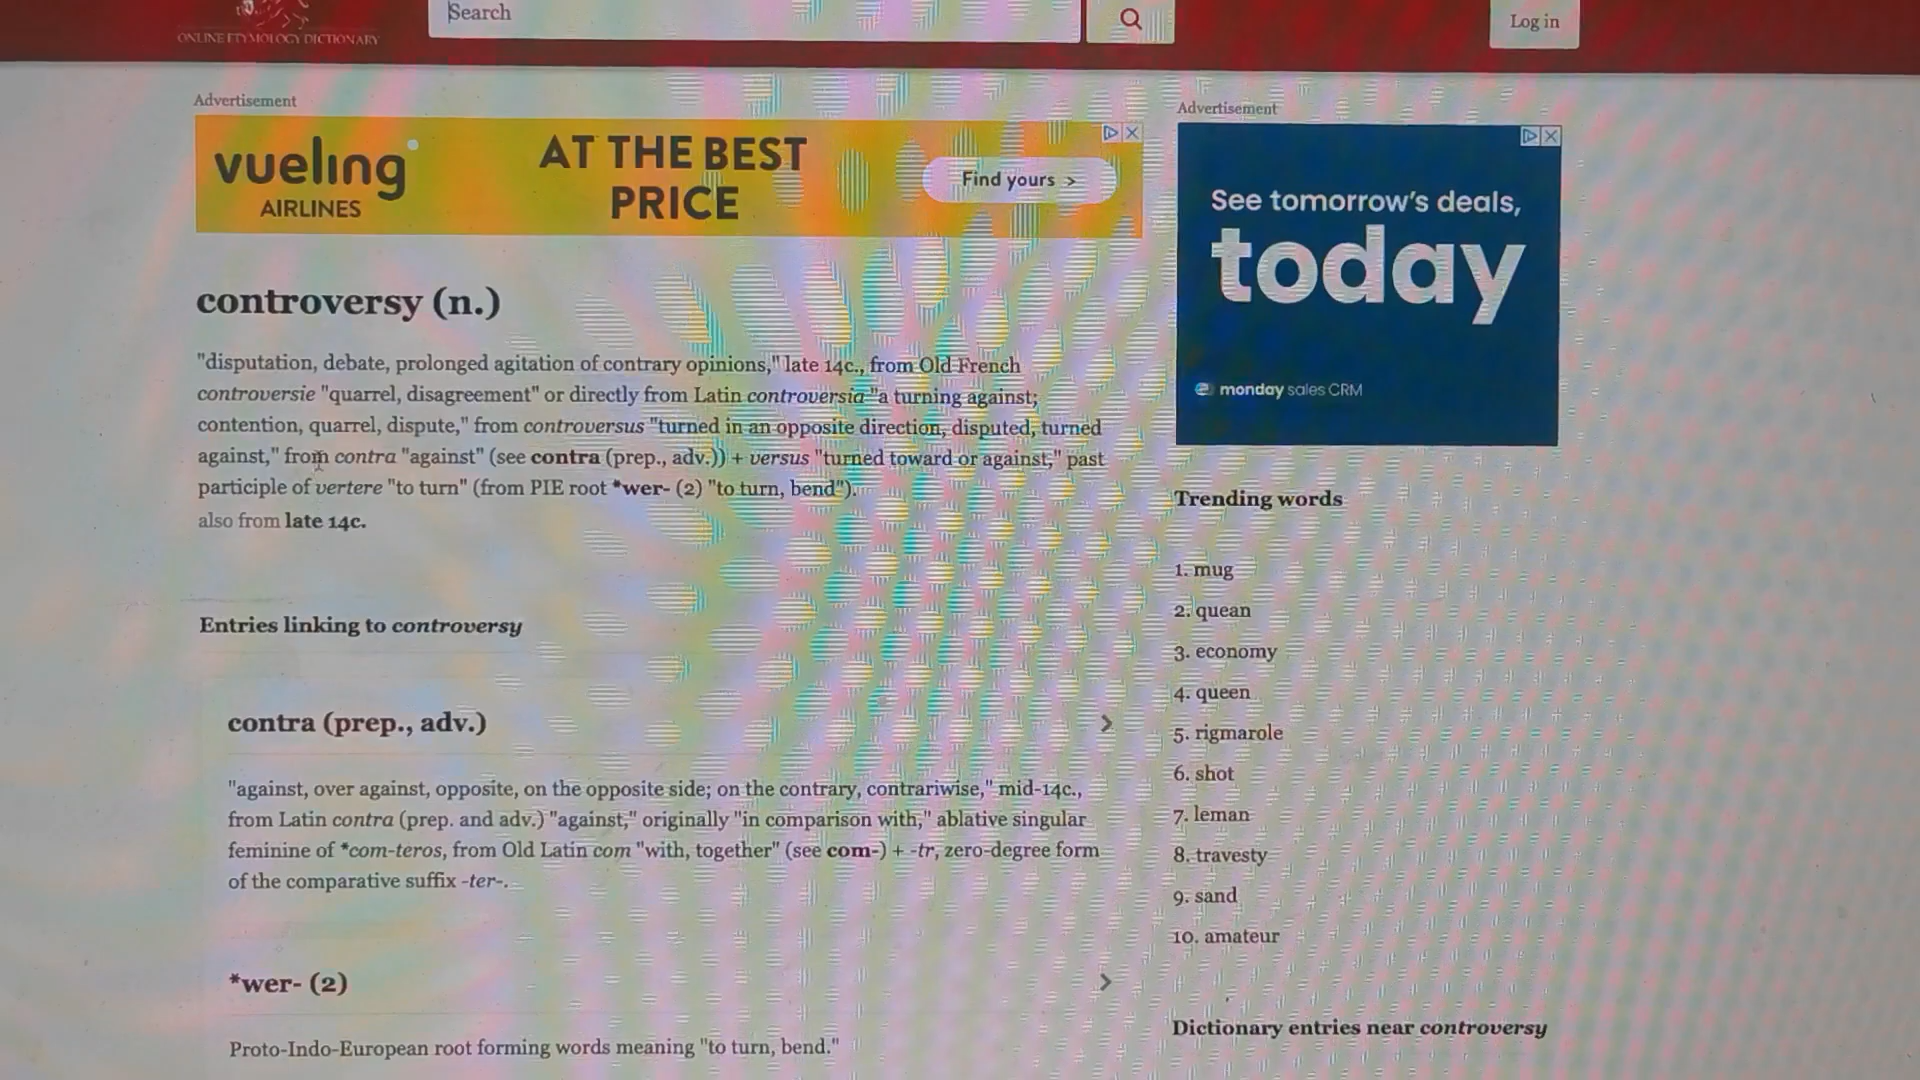 ONLINE ETYMOLOGY DICTIONARY
Search
Log in
Advertisement
vueling
AIRLINES
AT THE BEST
PRICE
Find yours >
controversy (n.)
"disputation, debate, prolonged agitation of contrary opinions," late 14c., from Old French
controversie "quarrel, disagreement" or directly from Latin controversia "a turning against;
contention, quarrel, dispute," from controversus "turned in an opposite direction, disputed, turned
against," from contra "against" (see contra (prep., adv.)) + versus "turned toward or against," past
participle of vertere "to turn" (from PIE root *wer- (2) "to turn, bend").
also from late 14c.
Entries linking to controversy
contra (prep., adv.)
"against, over against, opposite, on the opposite side; on the contrary, contrariwise," mid-14c.,
from Latin contra (prep. and adv.) "against," originally "in comparison with," ablative singular
feminine of *com-teros, from Old Latin com "with, together" (see com-) + -tr, zero-degree form
of the comparative suffix -ter-.
*wer- (2)
Proto-Indo-European root forming words meaning "to turn, bend."
Advertisement
See tomorrow's deals,
today
monday sales CRM
Trending words
1. mug
2. quean
3. economy
4. queen
5. rigmarole
6. shot
7. leman
8. travesty
9. sand
10. amateur
Dictionary entries near controversy